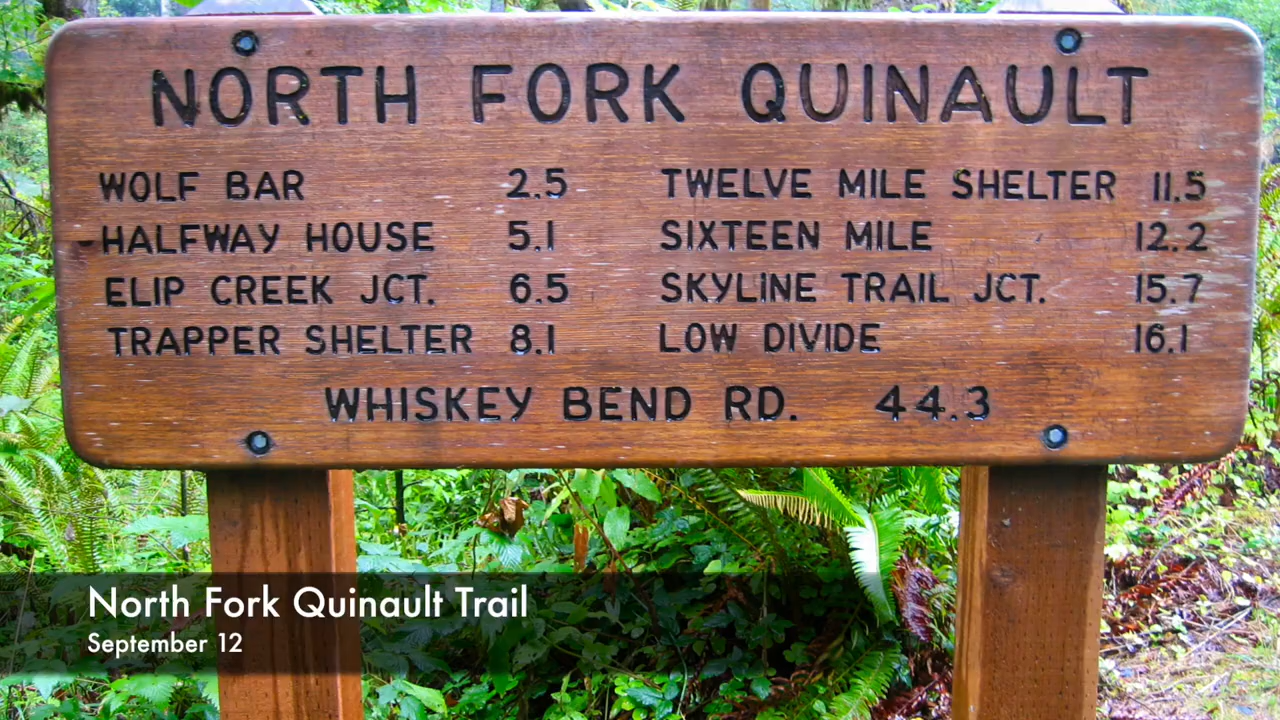 NORTH FORK QUINAULT
WOLF BAR 2.5
HALFWAY HOUSE 5.1
ELIP CREEK JCT. 6.5
TRAPPER SHELTER 8.1
TWELVE MILE SHELTER 11.5
SIXTEEN MILE 12.2
SKYLINE TRAIL JCT. 15.7
LOW DIVIDE 16.1
WHISKEY BEND RD. 44.3
North Fork Quinault Trail
September 12